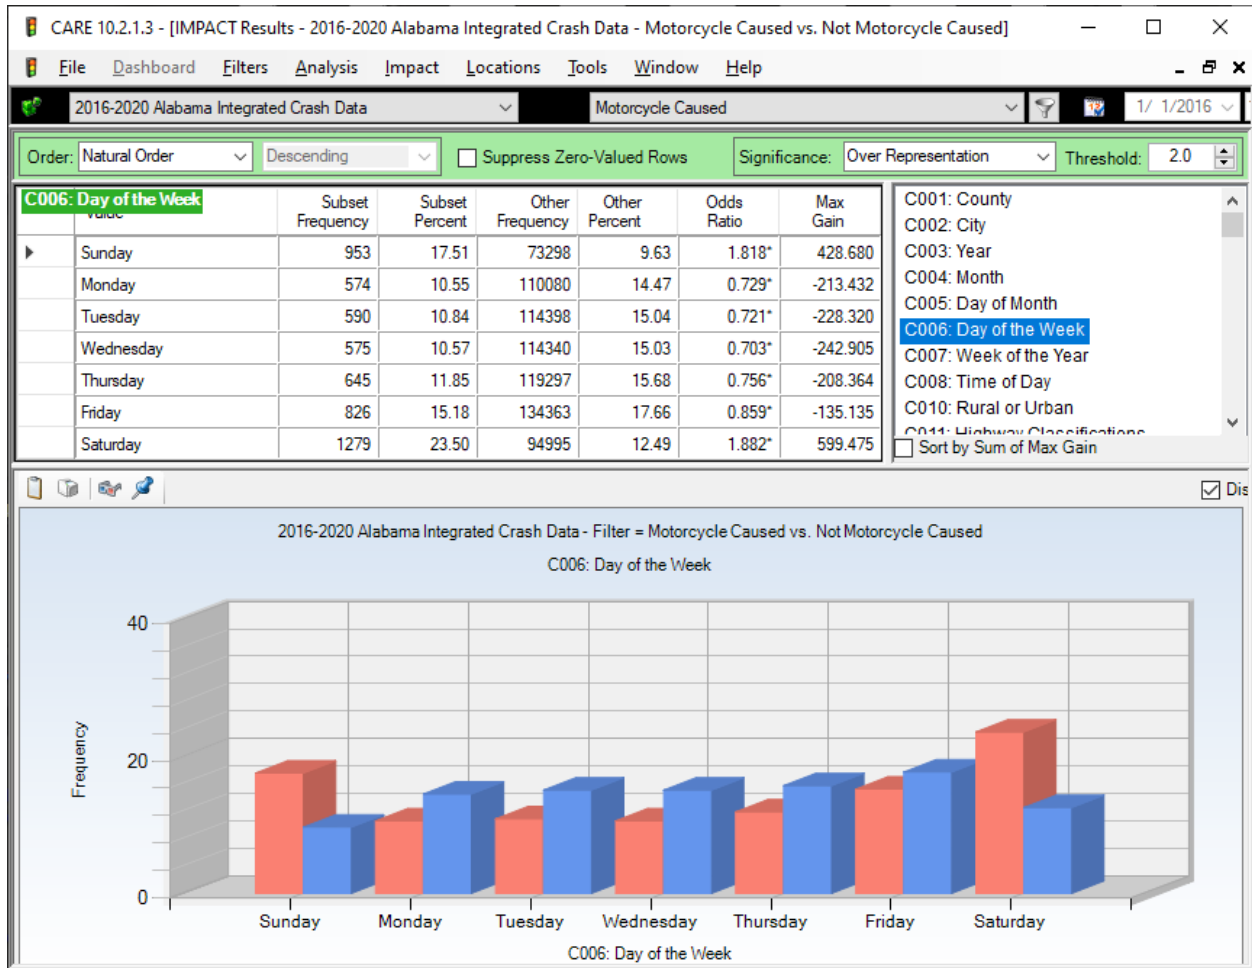 CARE 10.2.1.3 - [IMPACT Results - 2016-2020 Alabama Integrated Crash Data - Motorcycle Caused vs. Not Motorcycle Caused]
File Dashboard Filters Analysis Impact Locations Tools Window Help
2016-2020 Alabama Integrated Crash Data Motorcycle Caused 1/ 1/2016
Order: Natural Order Descending Suppress Zero-Valued Rows Significance: Over Representation Threshold: 2.0
C006: Day of the Week Subset Frequency Subset Percent Other Frequency Other Percent Odds Ratio Max Gain
Sunday 953 17.51 73298 9.63 1.818* 428.680
Monday 574 10.55 110080 14.47 0.729* -213.432
Tuesday 590 10.84 114398 15.04 0.721* -228.320
Wednesday 575 10.57 114340 15.03 0.703* -242.905
Thursday 645 11.85 119297 15.68 0.756* -208.364
Friday 826 15.18 134363 17.66 0.859* -135.135
Saturday 1279 23.50 94995 12.49 1.882* 599.475
C001: County
C002: City
C003: Year
C004: Month
C005: Day of Month
C006: Day of the Week
C007: Week of the Year
C008: Time of Day
C010: Rural or Urban
C011: Highway Classifications
Sort by Sum of Max Gain
Dis
2016-2020 Alabama Integrated Crash Data - Filter = Motorcycle Caused vs. Not Motorcycle Caused
C006: Day of the Week
Frequency
40
20
0
Sunday Monday Tuesday Wednesday Thursday Friday Saturday
C006: Day of the Week